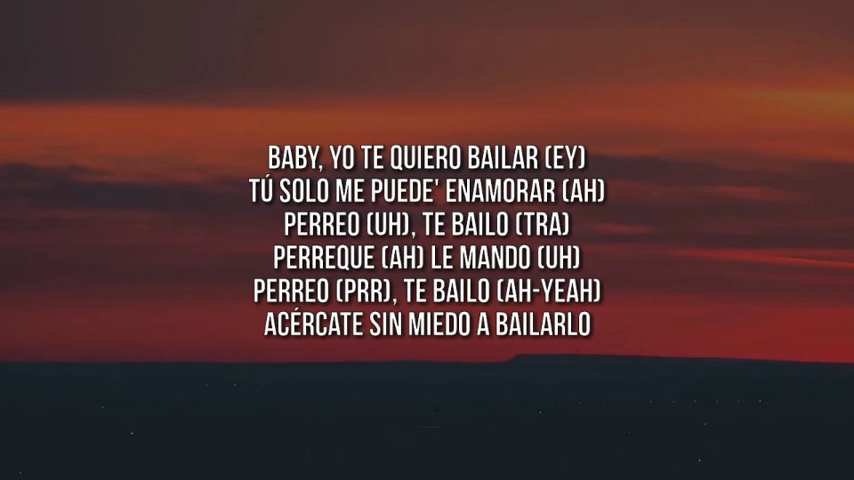 BABY, YO TE QUIERO BAILAR (EY)
TÚ SOLO ME PUEDE' ENAMORAR (AH)
PERREO (UH), TE BAILO (TRA)
PERREQUE (AH) LE MANDO (UH)
PERREO (PRR), TE BAILO (AH-YEAH)
ACÉRCATE SIN MIEDO A BAILARLO